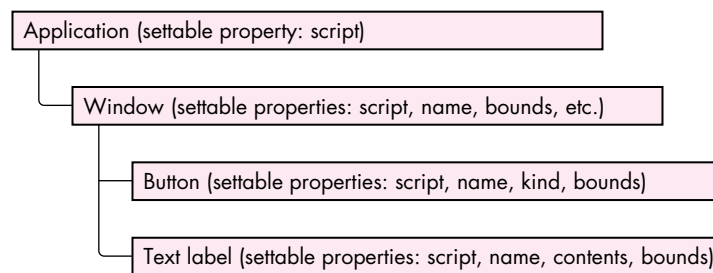 Application (settable property: script)
Window (settable properties: script, name, bounds, etc.)
Button (settable properties: script, name, kind, bounds)
Text label (settable properties: script, name, contents, bounds)